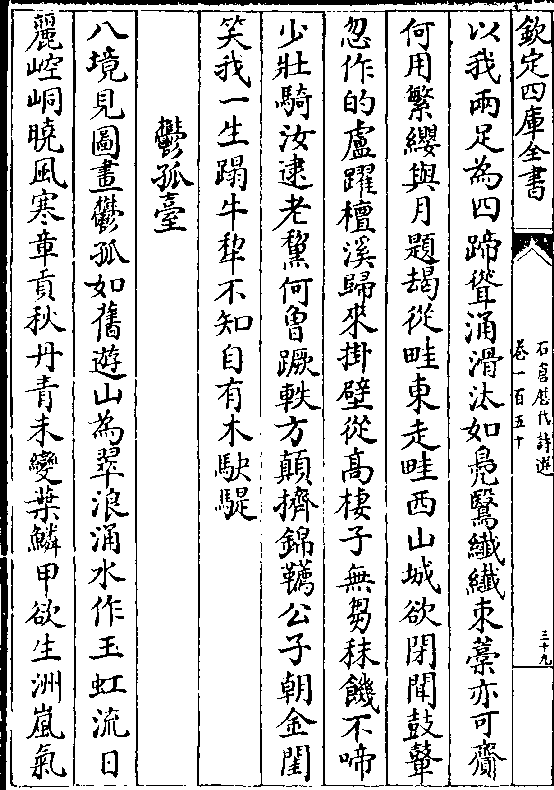 欽定四庫全書
石倉歷代詩選
卷一百五十
三十九
以我兩足為四蹄聳涌滑汰如鳧鷖纖纖束藁亦可齎
何用繁纓與月題朅從畦東走畦西山城欲閉聞鼓鼙
忽作的盧躍檀溪歸來掛壁從高棲子無芻秣饑不啼
少壯騎汝逮老黧何曾蹶軼方顛擠錦韉公子朝金閨
笑我一生蹋牛犂不知自有木駃騠
鬱孤臺
八境見圖畫鬱孤如舊遊山為翠浪涌水作玉虹流日
麗崆峒曉風寒章貢秋丹青未變葉鱗甲欲生洲嵐氣